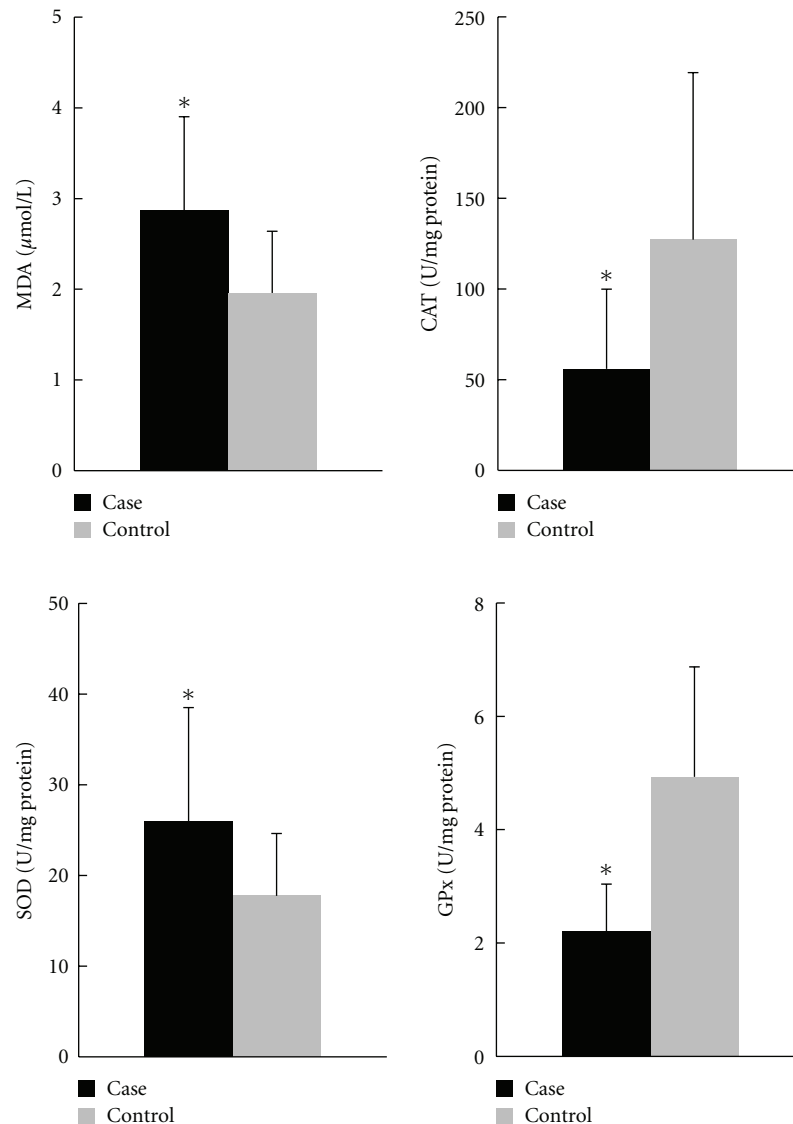 5
4
3
2
1
0
MDA (μmol/L)
*
Case
Control
250
200
150
100
50
0
CAT (U/mg protein)
*
Case
Control
50
40
30
20
10
0
SOD (U/mg protein)
*
Case
Control
8
6
4
2
0
GPx (U/mg protein)
*
Case
Control